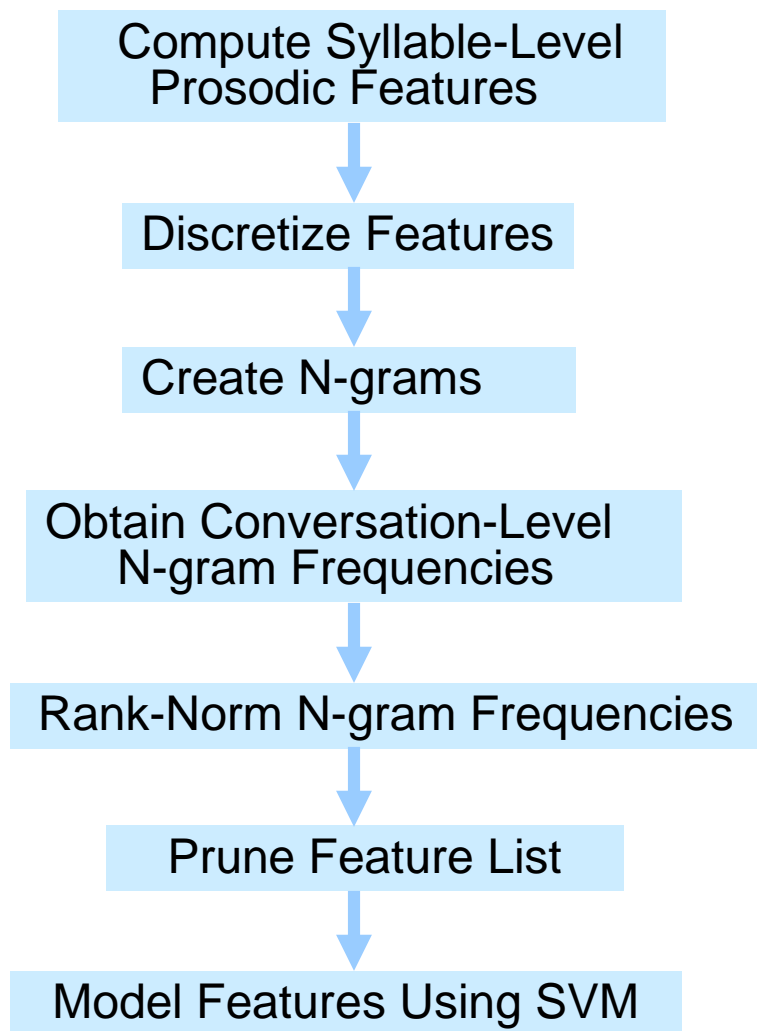 Compute Syllable-Level
Prosodic Features
Discretize Features
Create N-grams
Obtain Conversation-Level
N-gram Frequencies
Rank-Norm N-gram Frequencies
Prune Feature List
Model Features Using SVM